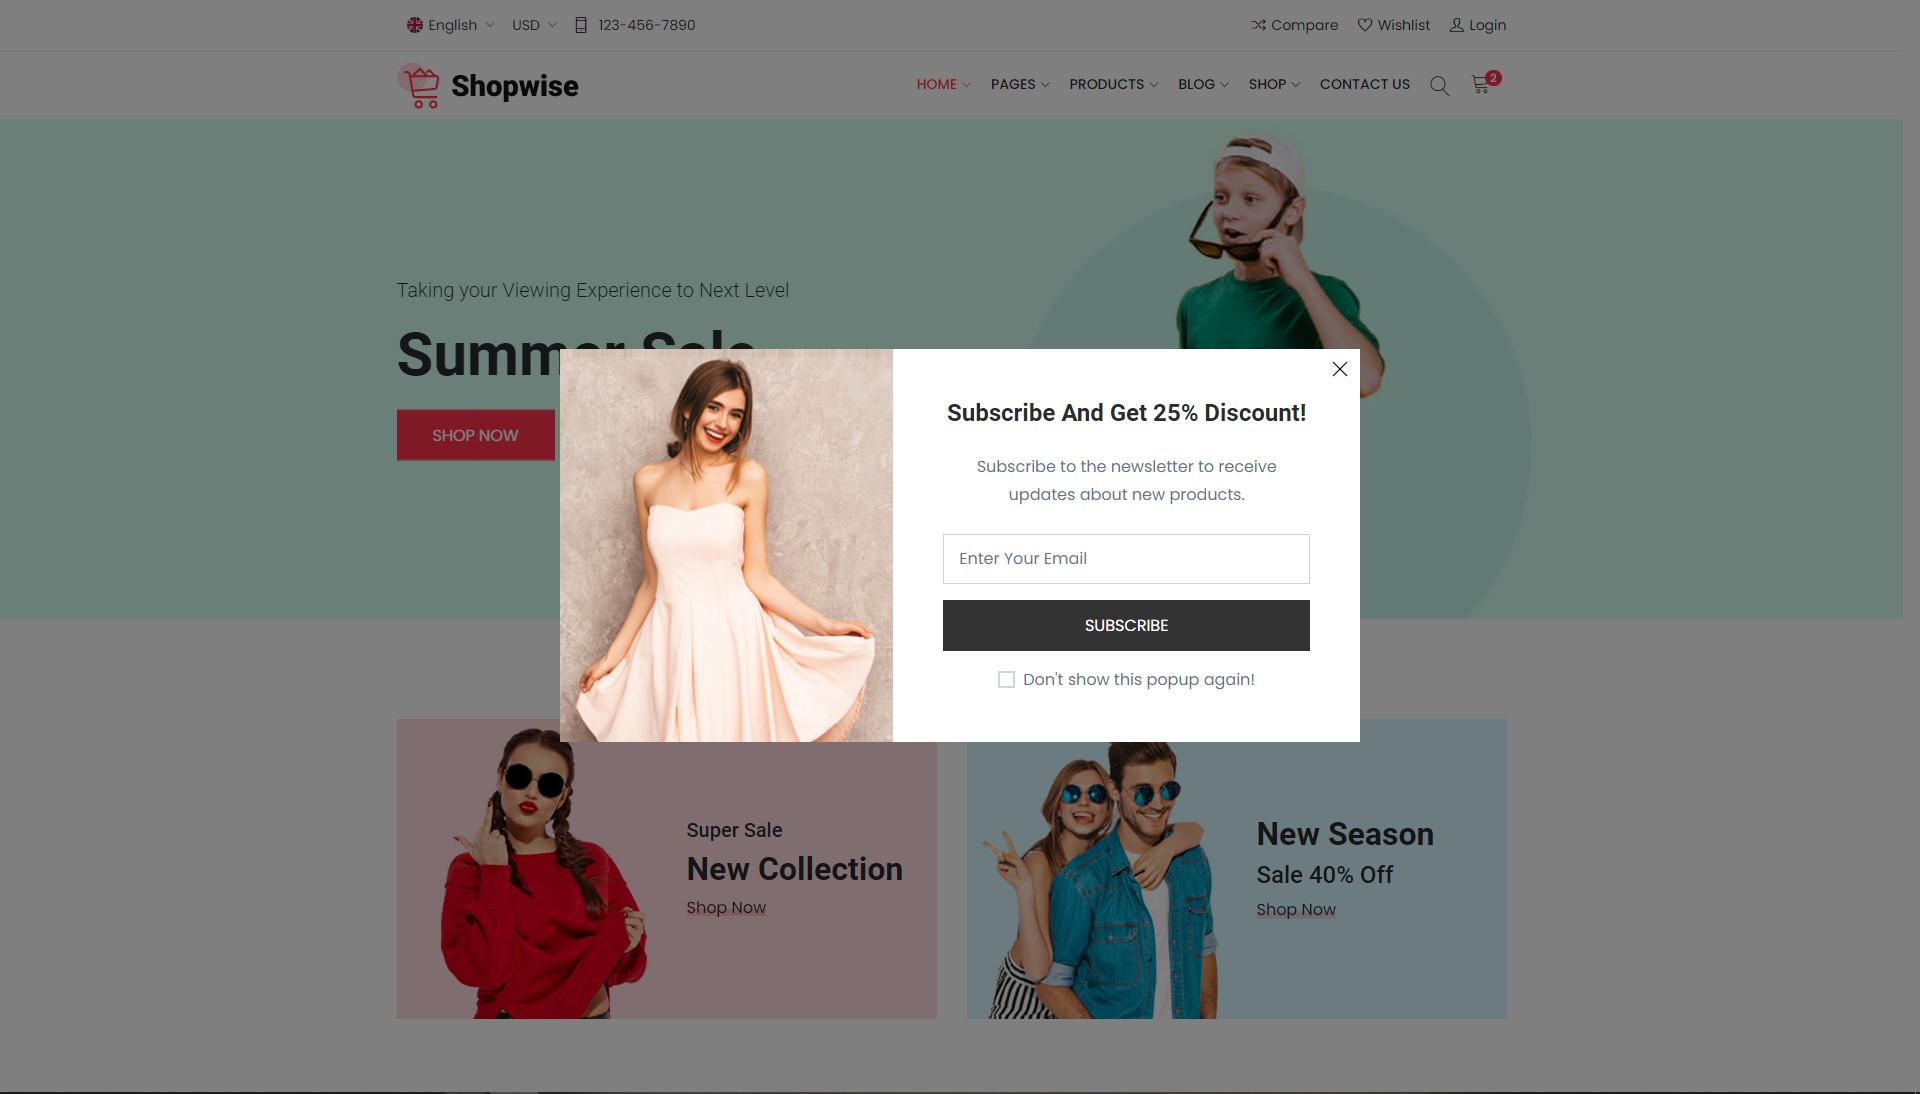 English
USD
123-456-7890
Compare
Wishlist
Login
Shopwise
HOME
PAGES
PRODUCTS
BLOG
SHOP
CONTACT US
2
Taking your Viewing Experience to Next Level
Summer Sale
SHOP NOW
Subscribe And Get 25% Discount!
Subscribe to the newsletter to receive
updates about new products.
Enter Your Email
SUBSCRIBE
Don't show this popup again!
Super Sale
New Collection
Shop Now
New Season
Sale 40% Off
Shop Now